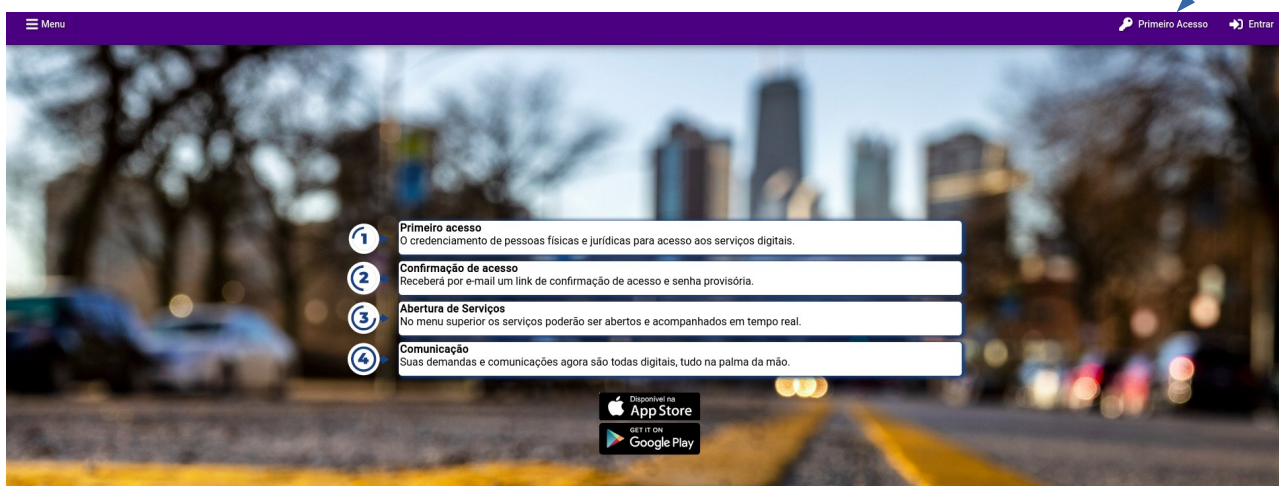 Menu
Primeiro Acesso
Entrar
1
Primeiro acesso
O credenciamento de pessoas físicas e jurídicas para acesso aos serviços digitais.
2
Confirmação de acesso
Receberá por e-mail um link de confirmação de acesso e senha provisória.
3
Abertura de Serviços
No menu superior os serviços poderão ser abertos e acompanhados em tempo real.
4
Comunicação
Suas demandas e comunicações agora são todas digitais, tudo na palma da mão.
Disponível na
App Store
GET IT ON
Google Play